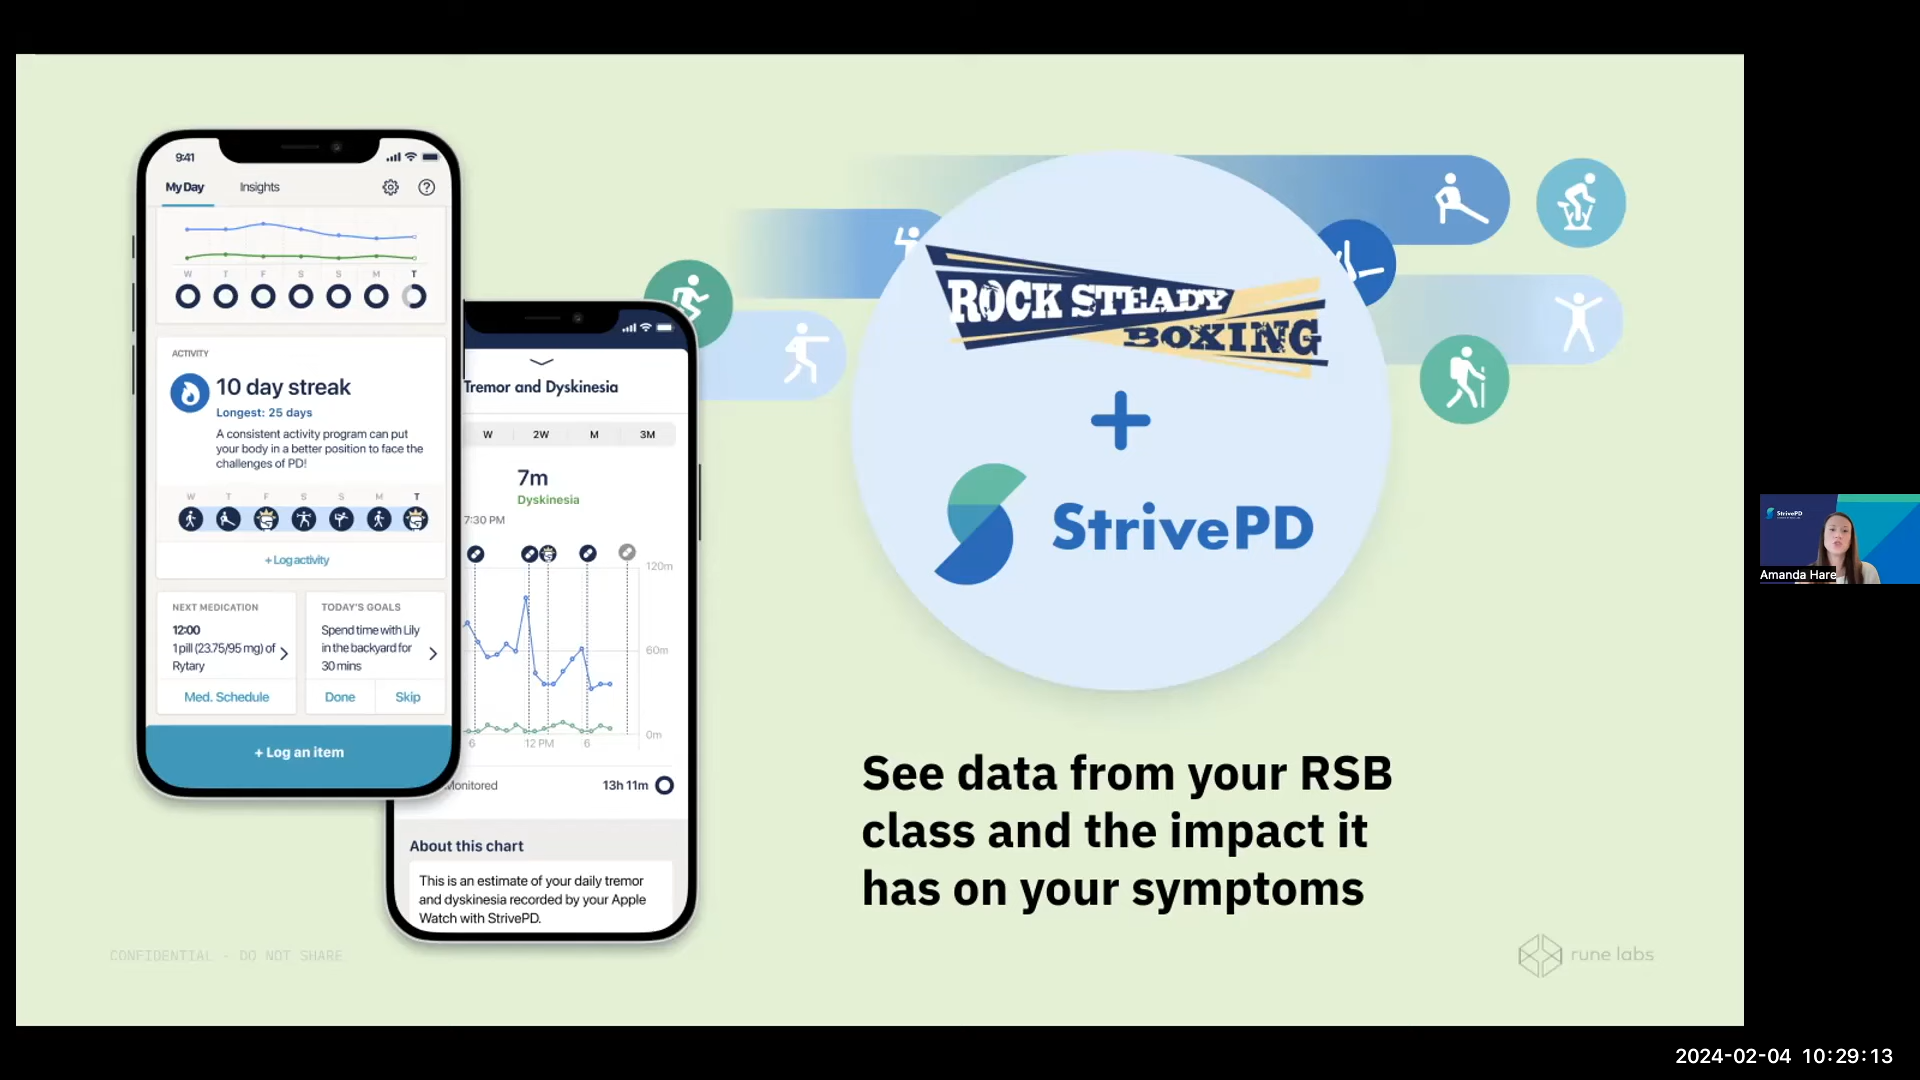 9:41
My Day
Insights
W T F S S M T
ACTIVITY
10 day streak
Longest: 25 days
A consistent activity program can put
your body in a better position to face the
challenges of PD!
W T F S S M T
+ Log activity
NEXT MEDICATION
12:00
1 pill (23.75/95 mg) of
Rytary
Med. Schedule
TODAY'S GOALS
Spend time with Lily
in the backyard for
30 mins
Done
Skip
+ Log an item
Tremor and Dyskinesia
W 2W M 3M
7m
Dyskinesia
7:30 PM
120m
60m
0m
6 12 PM 6
Monitored
13h 11m
About this chart
This is an estimate of your daily tremor
and dyskinesia recorded by your Apple
Watch with StrivePD.
ROCK STEADY
BOXING
+
StrivePD
See data from your RSB
class and the impact it
has on your symptoms
CONFIDENTIAL - DO NOT SHARE
rune labs
StrivePD
Amanda Hare
2024-02-04 10:29:13